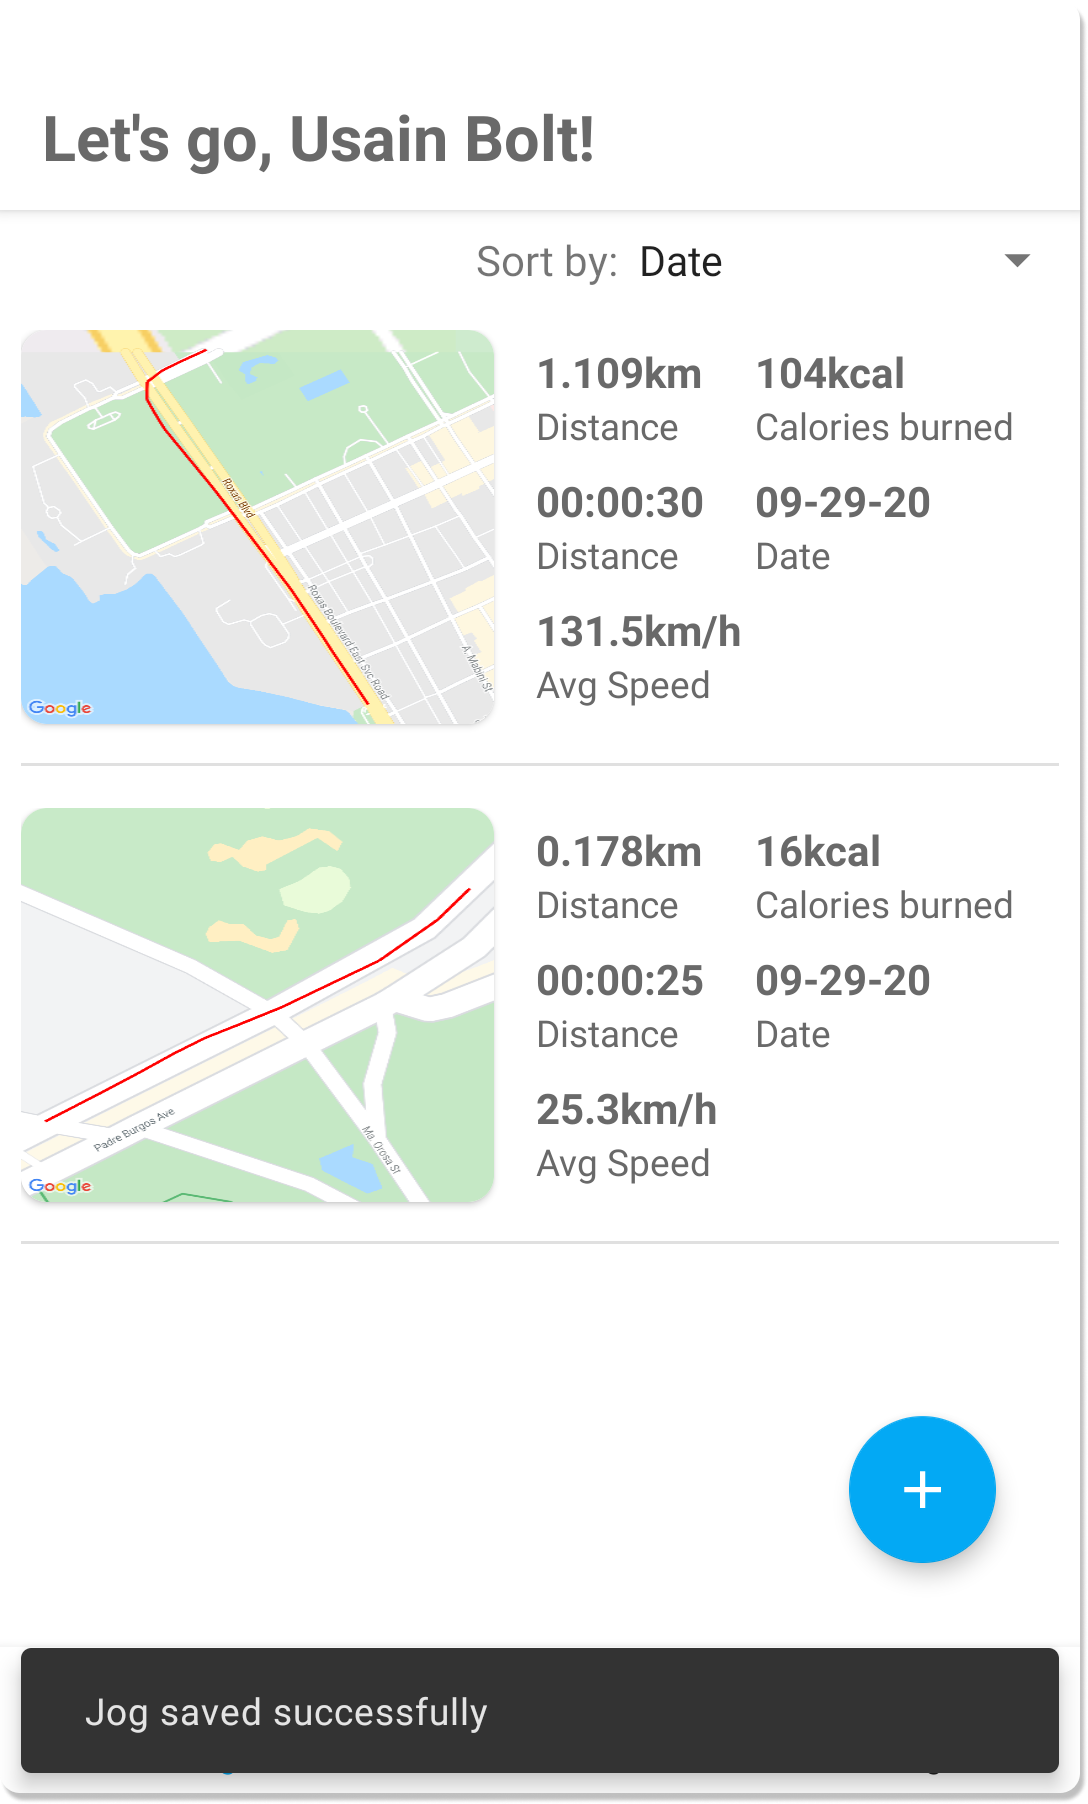 Let's go, Usain Bolt!
Sort by: Date
Roxas Blvd
Roxas Boulevard East Svc Road
A. Mabini St
Google
1.109km 104kcal
Distance Calories burned
00:00:30 09-29-20
Distance Date
131.5km/h
Avg Speed
Padre Burgos Ave
Ma. Orosa St
Google
0.178km 16kcal
Distance Calories burned
00:00:25 09-29-20
Distance Date
25.3km/h
Avg Speed
Jog saved successfully